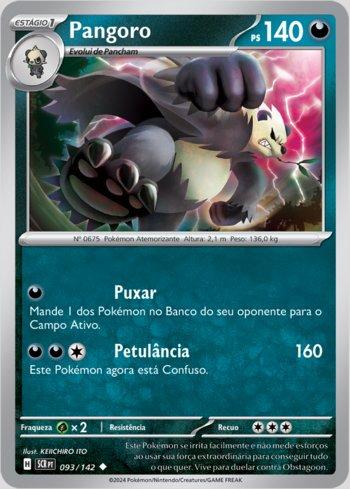 ESTÁGIO 1
Pangoro
PS 140
Evolui de Pancham
Nº 0675 Pokémon Atemorizante Altura: 2,1 m Peso: 136,0 kg
Puxar
Mande 1 dos Pokémon no Banco do seu oponente para o
Campo Ativo.
Petulância 160
Este Pokémon agora está Confuso.
Fraqueza ×2 Resistência Recuo
Ilust. KEIICHIRO ITO
H SCR PT 093/142
Este Pokémon se irrita facilmente e não mede esforços
ao usar sua força extraordinária para conseguir tudo
o que quer. Vive para duelar contra Obstagoon.
©2024 Pokémon/Nintendo/Creatures/GAME FREAK